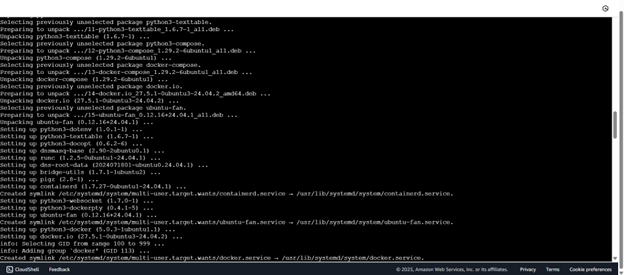 Selecting previously unselected package python3-texttable.
Preparing to unpack .../11-python3-texttable_1.6.7-1_all.deb ...
Unpacking python3-texttable (1.6.7-1) ...
Selecting previously unselected package python3-compose.
Preparing to unpack .../12-python3-compose_1.29.2-6ubuntu1_all.deb ...
Unpacking python3-compose (1.29.2-6ubuntu1) ...
Selecting previously unselected package docker-compose.
Preparing to unpack .../13-docker-compose_1.29.2-6ubuntu1_all.deb ...
Unpacking docker-compose (1.29.2-6ubuntu1) ...
Selecting previously unselected package docker.io.
Preparing to unpack .../14-docker.io_27.5.1-0ubuntu3~24.04.2_amd64.deb ...
Unpacking docker.io (27.5.1-0ubuntu3~24.04.2) ...
Selecting previously unselected package ubuntu-fan.
Preparing to unpack .../15-ubuntu-fan_0.12.16+24.04.1_all.deb ...
Unpacking ubuntu-fan (0.12.16+24.04.1) ...
Setting up python3-dotenv (1.0.1-1) ...
Setting up python3-texttable (1.6.7-1) ...
Setting up python3-docopt (0.6.2-6) ...
Setting up dnsmasq-base (2.90-2ubuntu0.1) ...
Setting up runc (1.2.5-0ubuntu1~24.04.1) ...
Setting up dns-root-data (2024071801~ubuntu0.24.04.1) ...
Setting up bridge-utils (1.7.1-1ubuntu2) ...
Setting up pigz (2.8-1) ...
Setting up containerd (1.7.27-0ubuntu1~24.04.1) ...
Created symlink /etc/systemd/system/multi-user.target.wants/containerd.service → /usr/lib/systemd/system/containerd.service.
Setting up python3-websocket (1.7.0-1) ...
Setting up python3-dockerpty (0.4.1-5) ...
Setting up ubuntu-fan (0.12.16+24.04.1) ...
Created symlink /etc/systemd/system/multi-user.target.wants/ubuntu-fan.service → /usr/lib/systemd/system/ubuntu-fan.service.
Setting up python3-docker (5.0.3-1ubuntu1) ...
Setting up docker.io (27.5.1-0ubuntu3~24.04.2) ...
info: Selecting GID from range 100 to 999 ...
info: Adding group `docker' (GID 113) ...
Created symlink /etc/systemd/system/multi-user.target.wants/docker.service → /usr/lib/systemd/system/docker.service.
CloudShell Feedback © 2025, Amazon Web Services, Inc. or its affiliates. Privacy Terms Cookie preferences